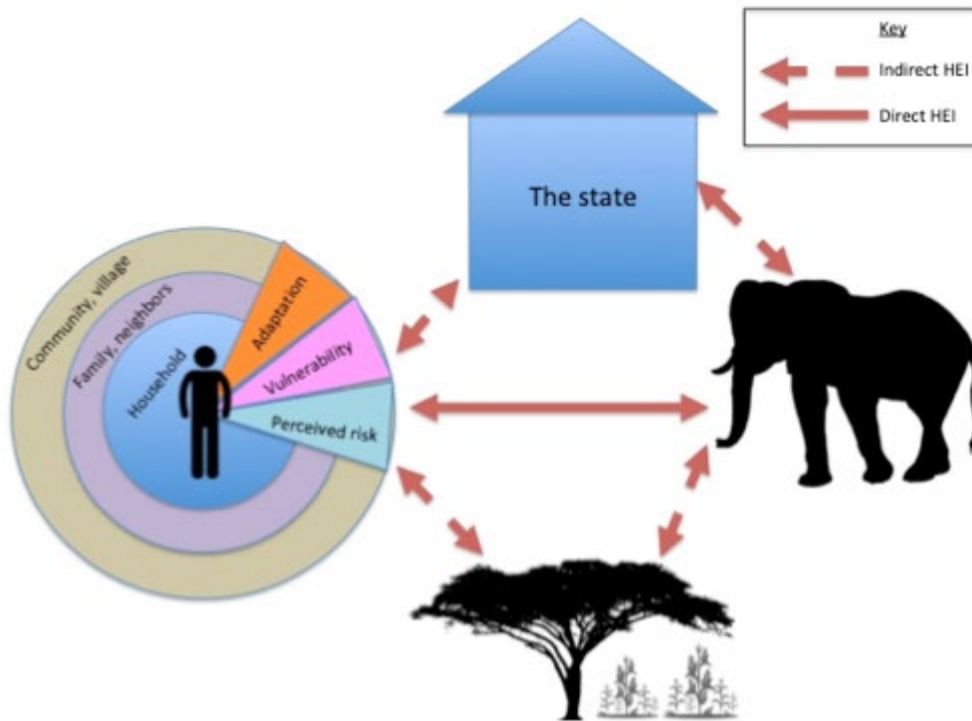 Key
Indirect HEI
Direct HEI
The state
Community, village
Family, neighbors
Household
Adaptation
Vulnerability
Perceived risk